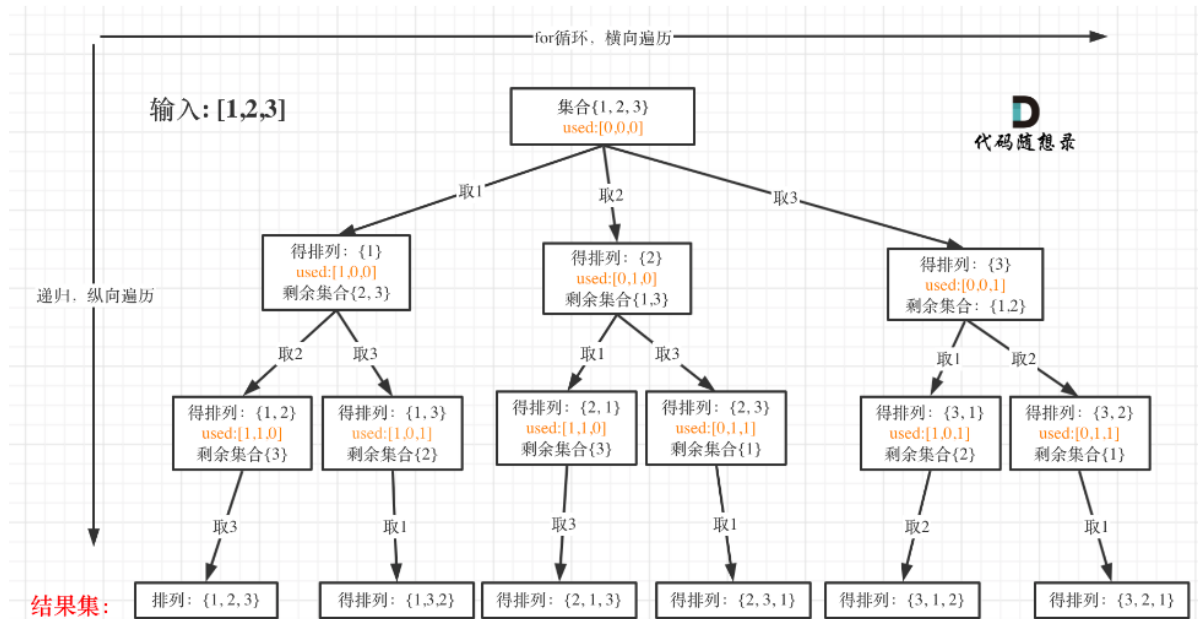 for循环，横向遍历
输入: [1,2,3]
集合{1, 2, 3}
used:[0,0,0]
代码随想录
取1
取2
取3
得排列：{1}
used:[1,0,0]
剩余集合{2, 3}
得排列：{2}
used:[0,1,0]
剩余集合{1,3}
得排列：{3}
used:[0,0,1]
剩余集合：{1,2}
递归，纵向遍历
取2
取3
取1
取3
取1
取2
得排列：{1, 2}
used:[1,1,0]
剩余集合{3}
得排列：{1, 3}
used:[1,0,1]
剩余集合{2}
得排列：{2, 1}
used:[1,1,0]
剩余集合{3}
得排列：{2, 3}
used:[0,1,1]
剩余集合{1}
得排列：{3, 1}
used:[1,0,1]
剩余集合{2}
得排列：{3, 2}
used:[0,1,1]
剩余集合{1}
取3
取1
取3
取1
取2
取1
结果集：
排列：{1, 2, 3}
得排列：{1,3,2}
得排列：{2, 1, 3}
得排列：{2, 3, 1}
得排列：{3, 1, 2}
得排列：{3, 2, 1}